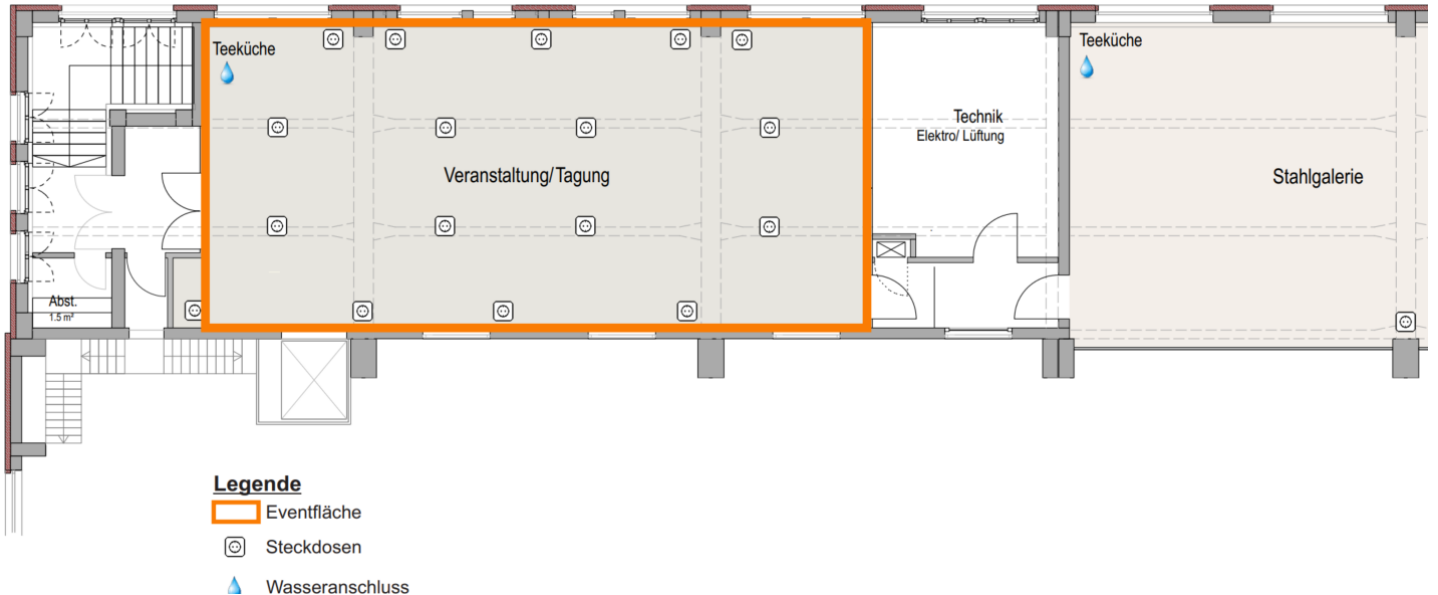 Teeküche
Teeküche
Technik
Elektro/ Lüftung
Veranstaltung/Tagung
Stahlgalerie
Abst.
1.5 m²
Legende
Eventfläche
Steckdosen
Wasseranschluss